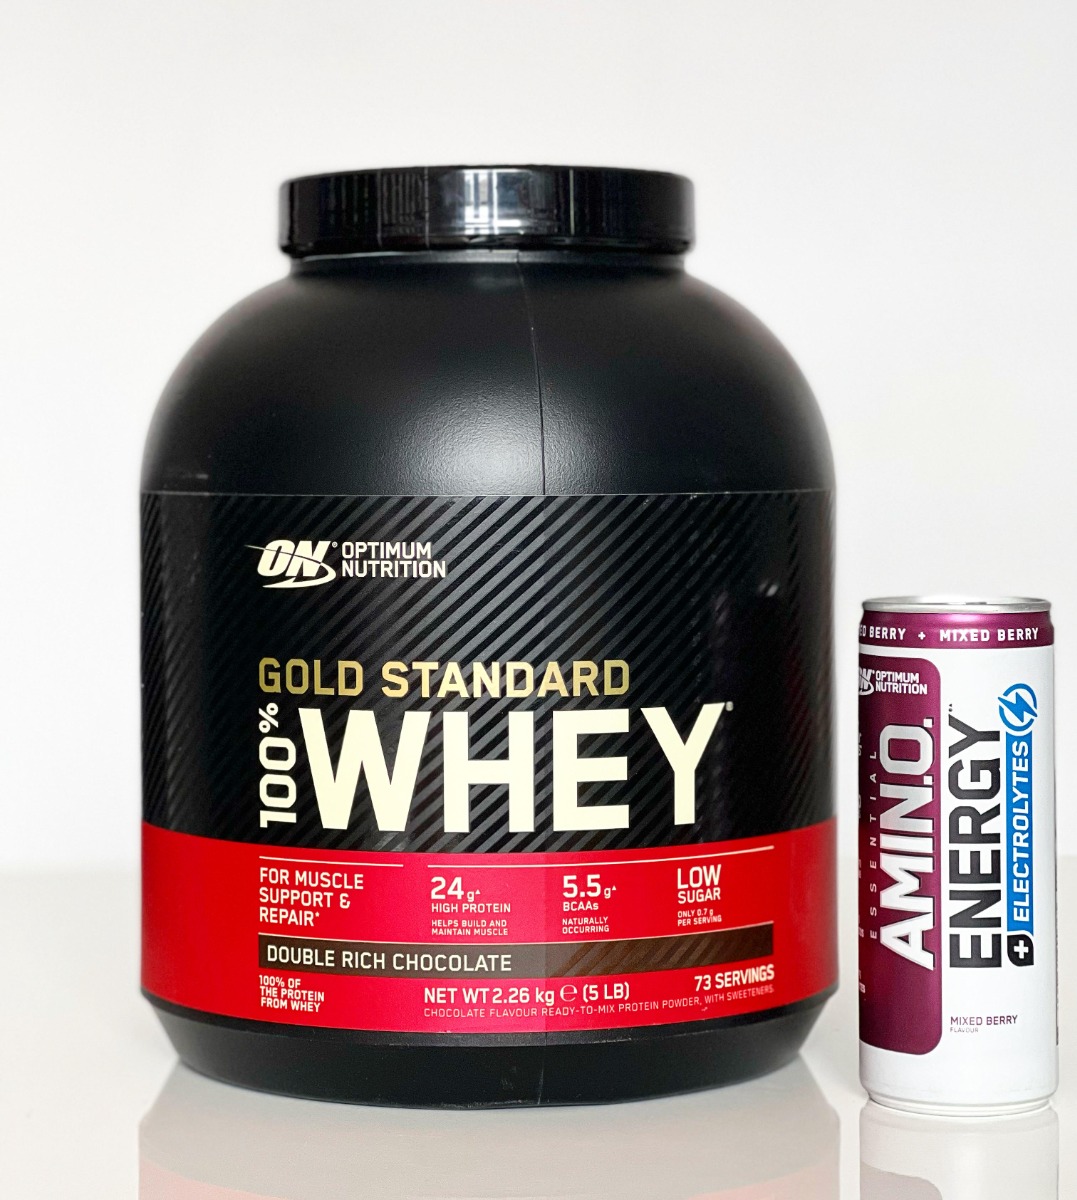 ON® OPTIMUM
NUTRITION
GOLD STANDARD
100% WHEY®
FOR MUSCLE
SUPPORT &
REPAIR*
24g▲
HIGH PROTEIN
HELPS BUILD AND
MAINTAIN MUSCLE
5.5g▲
BCAAs
NATURALLY
OCCURRING
LOW
SUGAR
ONLY 0.7 g
PER SERVING
DOUBLE RICH CHOCOLATE
100% OF
THE PROTEIN
FROM WHEY
NET WT 2.26 kg ℮ (5 LB)
73 SERVINGS
CHOCOLATE FLAVOUR READY-TO-MIX PROTEIN POWDER, WITH SWEETENERS.
ED BERRY + MIXED BERRY
ON® OPTIMUM
NUTRITION
ESSENTIAL
AMIN.O.
ENERGY™
+ ELECTROLYTES
MIXED BERRY
FLAVOUR